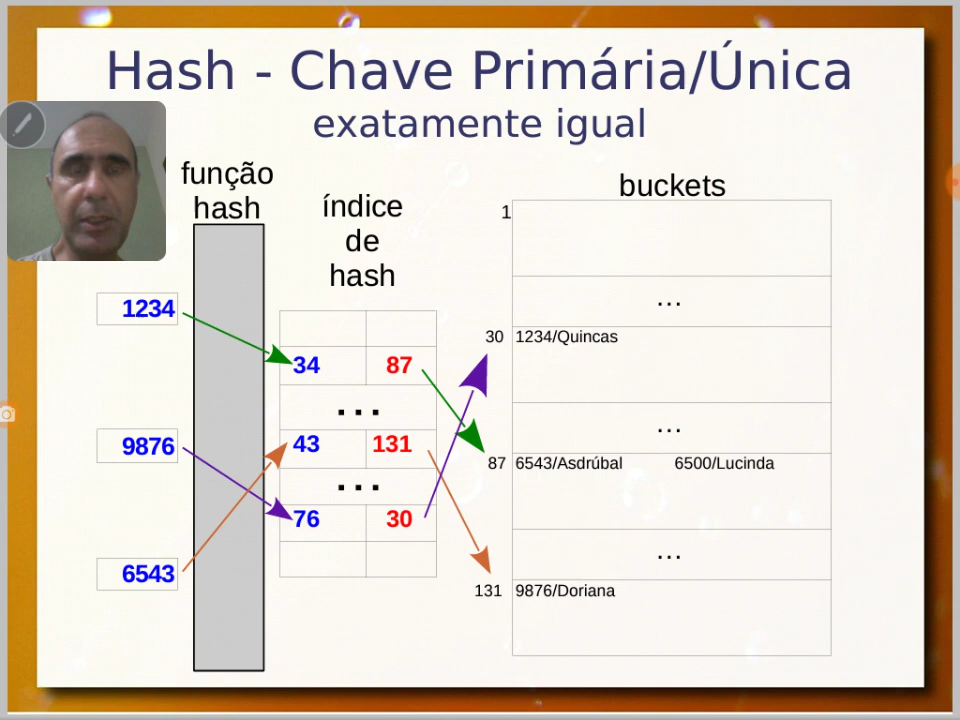 Hash - Chave Primária/Única
exatamente igual
função
hash
índice
de
hash
buckets
1
1234
...
30 1234/Quincas
34 87
...
...
9876
43 131
87 6543/Asdrúbal 6500/Lucinda
...
76 30
...
6543
131 9876/Doriana